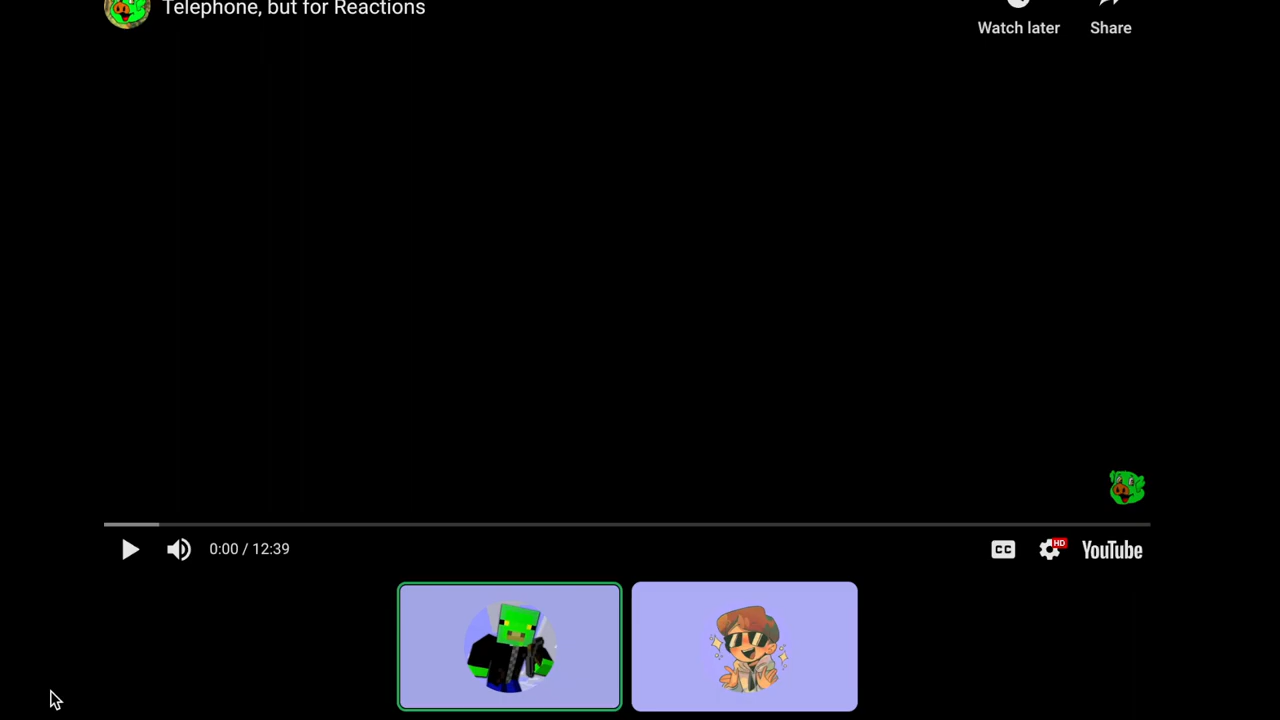 Telephone, but for Reactions
Watch later Share
0:00 / 12:39
CC HD YouTube